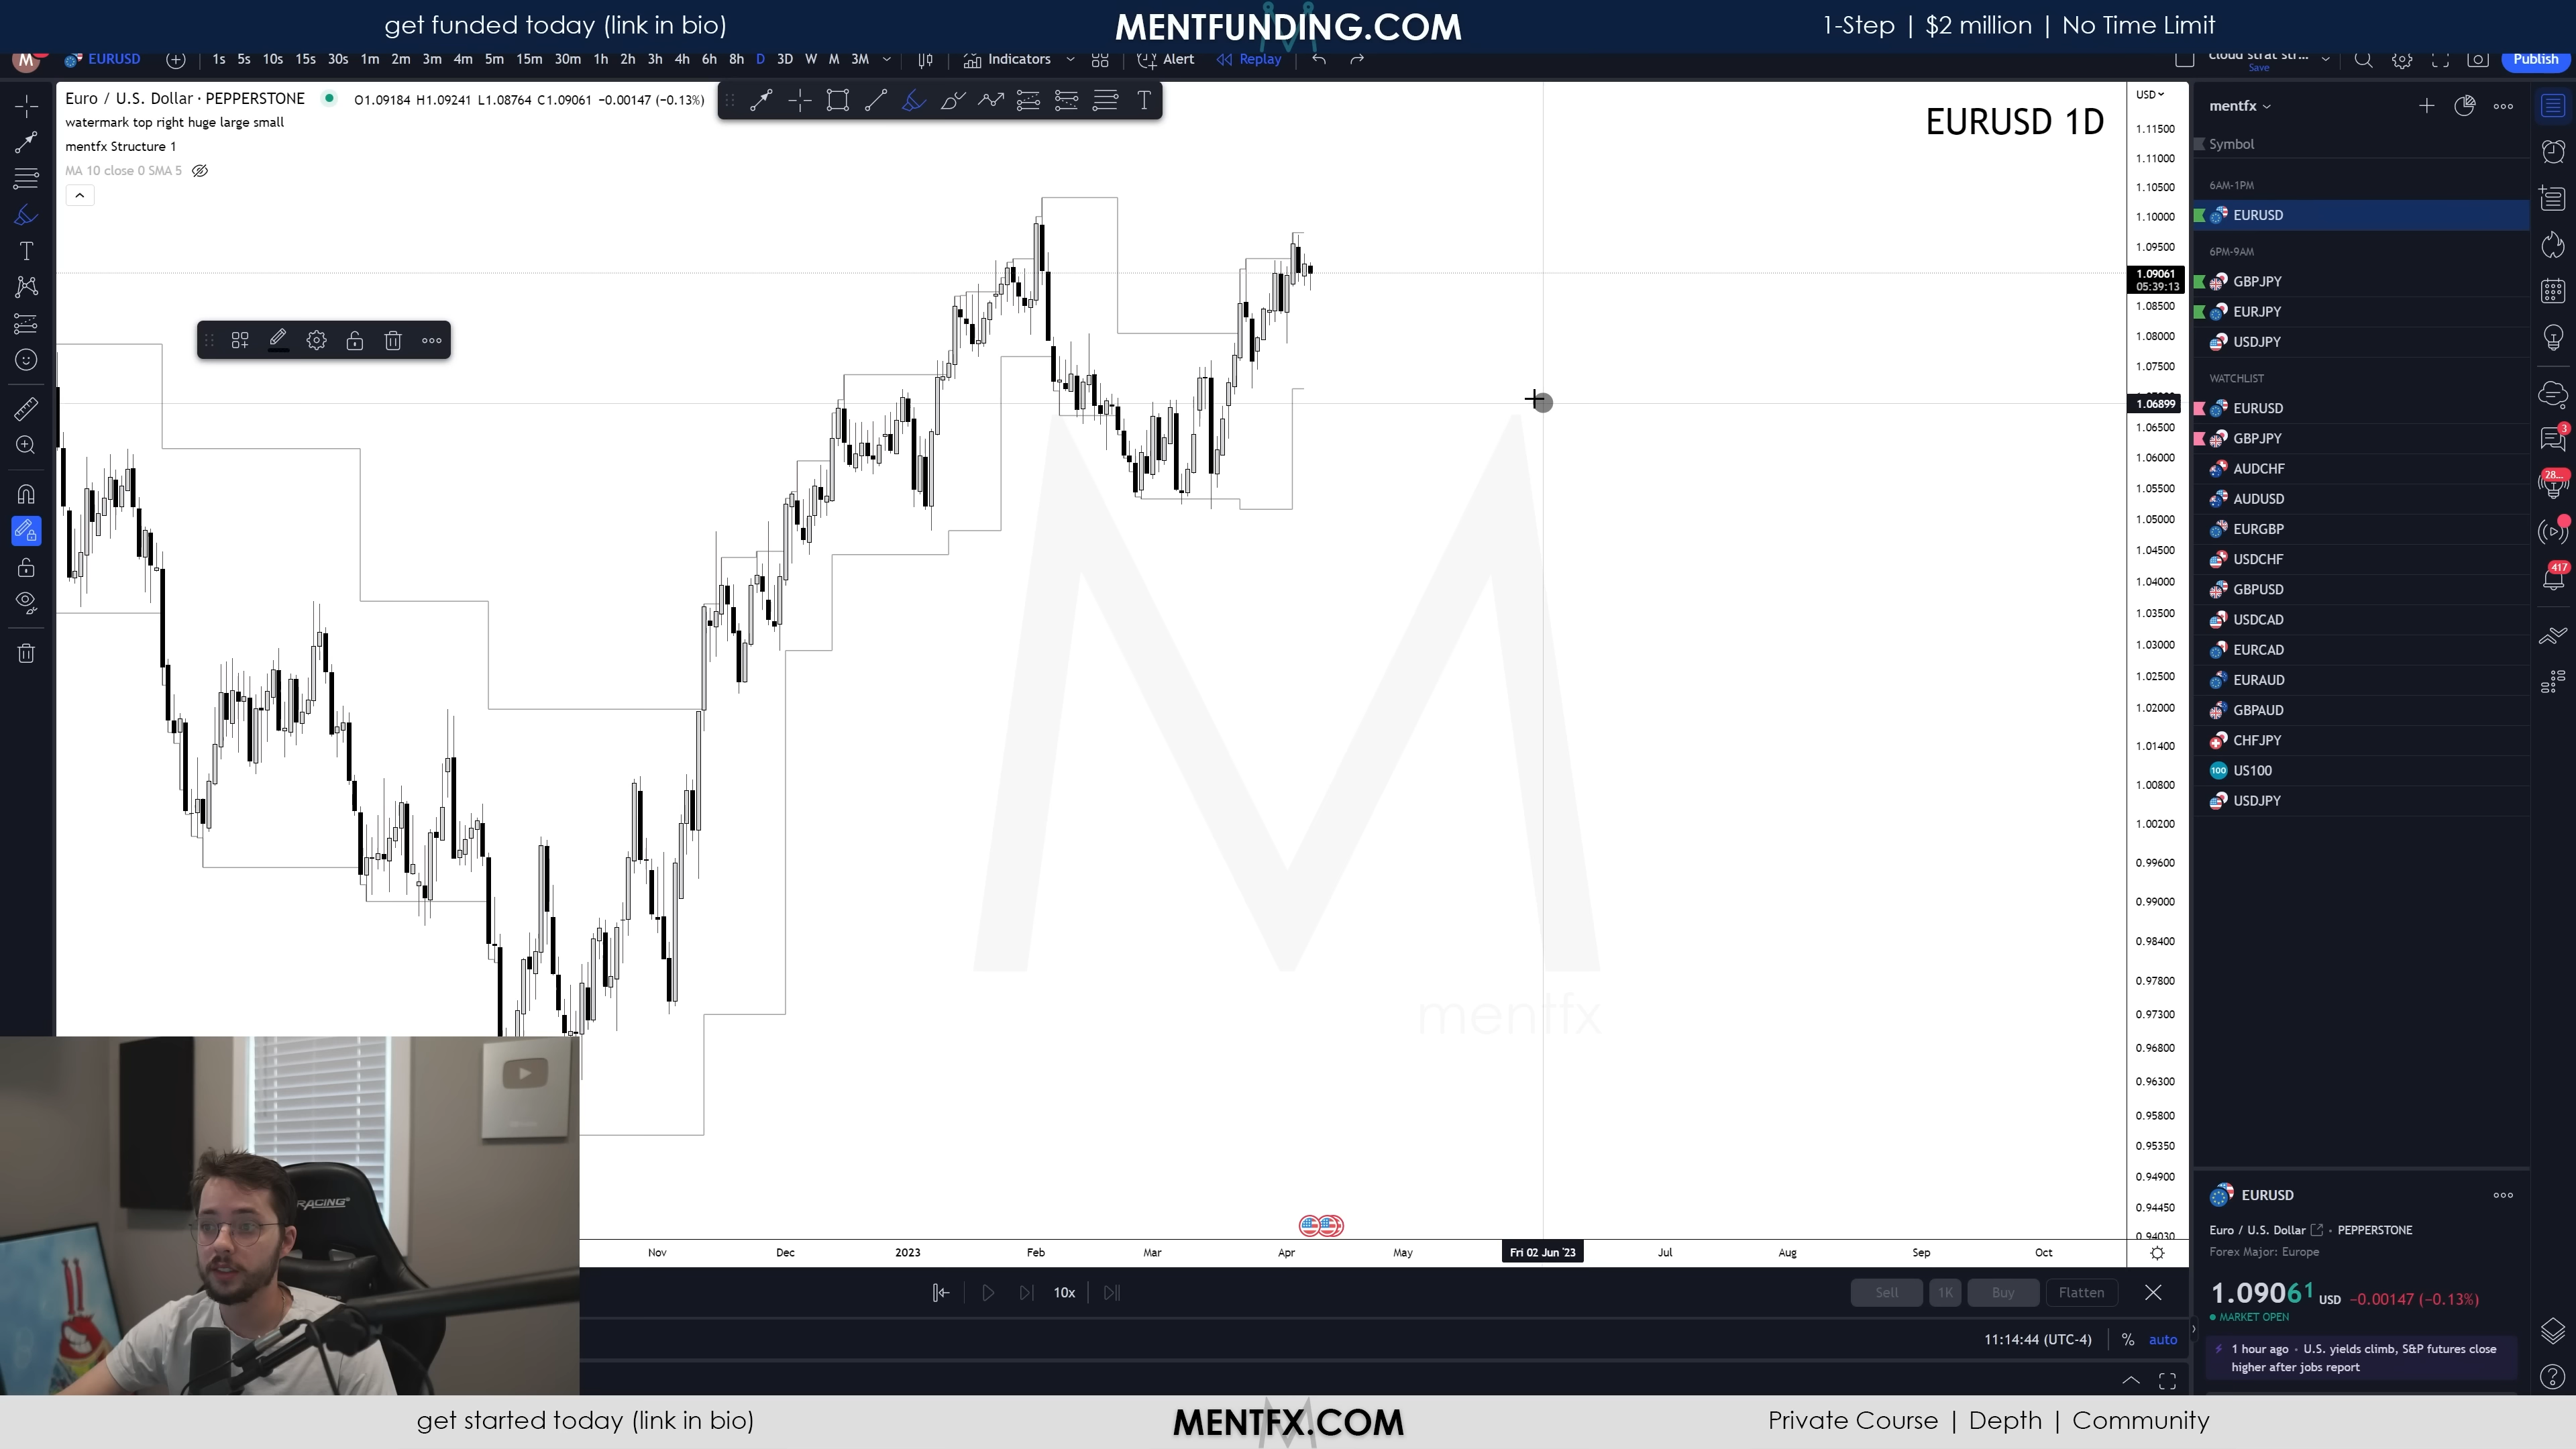 get funded today (link in bio)
MENTFUNDING.COM
1-Step | $2 million | No Time Limit
M
EURUSD
1s 5s 10s 15s 30s 1m 2m 3m 4m 5m 15m 30m 1h 2h 3h 4h 6h 8h D 3D W M 3M
Indicators
Alert
Replay
Save
Publish
Euro / U.S. Dollar · PEPPERSTONE
O1.09184 H1.09241 L1.08764 C1.09061 −0.00147 (−0.13%)
watermark top right huge large small
mentfx Structure 1
MA 10 close 0 SMA 5
EURUSD 1D
USD
1.11500
1.11000
1.10500
1.10000
1.09500
1.09061
05:39:13
1.08500
1.08000
1.07500
1.06899
1.06500
1.06000
1.05500
1.05000
1.04500
1.04000
1.03500
1.03000
1.02500
1.02000
1.01400
1.00800
1.00200
0.99600
0.99000
0.98400
0.97800
0.97300
0.96800
0.96300
0.95800
0.95350
0.94900
0.94450
0.94030
M
mentfx
Nov Dec 2023 Feb Mar Apr May Fri 02 Jun '23 Jul Aug Sep Oct
10x
Sell 1K Buy Flatten
11:14:44 (UTC-4) % auto
mentfx
Symbol
6AM-1PM
EURUSD
6PM-9AM
GBPJPY
EURJPY
USDJPY
WATCHLIST
EURUSD
GBPJPY
AUDCHF
AUDUSD
EURGBP
USDCHF
GBPUSD
USDCAD
EURCAD
EURAUD
GBPAUD
CHFJPY
100 US100
USDJPY
3
28...
417
EURUSD
Euro / U.S. Dollar · PEPPERSTONE
Forex Major: Europe
1.09061 USD −0.00147 (−0.13%)
MARKET OPEN
1 hour ago · U.S. yields climb, S&P futures close
higher after jobs report
RACING
get started today (link in bio)
MENTFX.COM
Private Course | Depth | Community